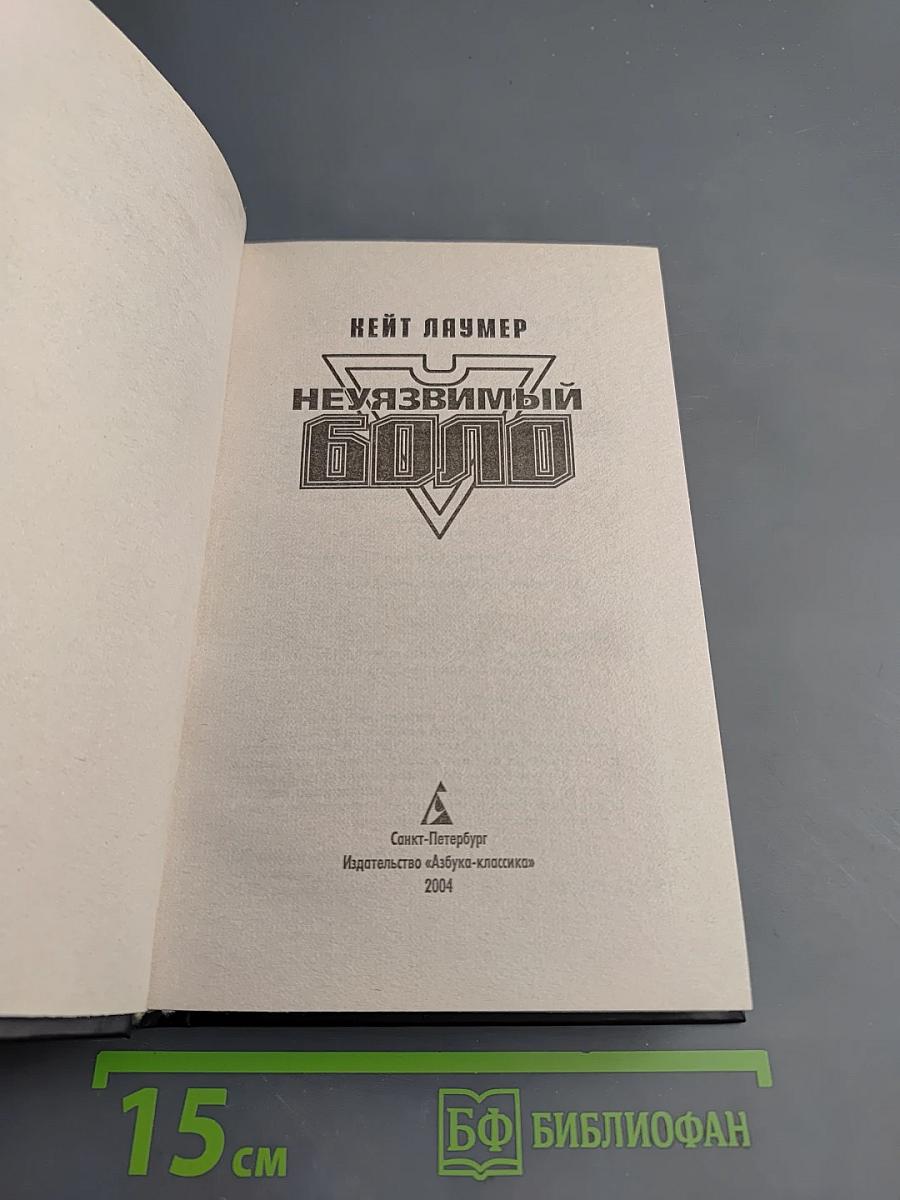 КЕЙТ ЛАУМЕР
НЕУЯЗВИМЫЙ
БОЛО
Санкт-Петербург
Издательство «Азбука-классика»
2004
15 см
БФ БИБЛИОФАН